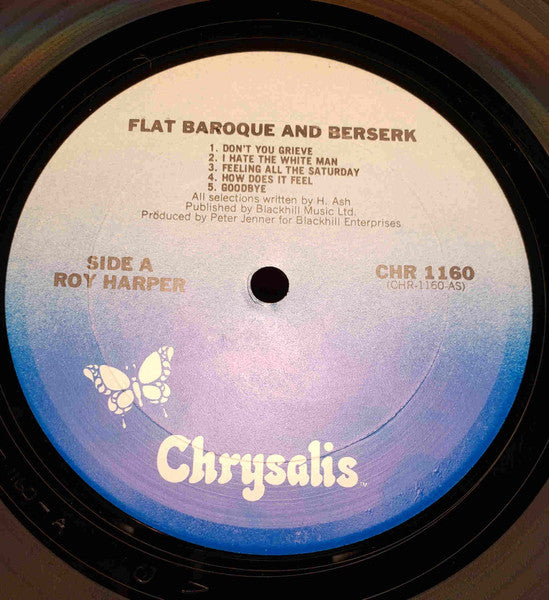 FLAT BAROQUE AND BERSERK
1. DON'T YOU GRIEVE
2. I HATE THE WHITE MAN
3. FEELING ALL THE SATURDAY
4. HOW DOES IT FEEL
5. GOODBYE
All selections written by H. Ash
Published by Blackhill Music Ltd.
Produced by Peter Jenner for Blackhill Enterprises
SIDE A
ROY HARPER
CHR 1160
(CHR-1160-AS)
Chrysalis
TM